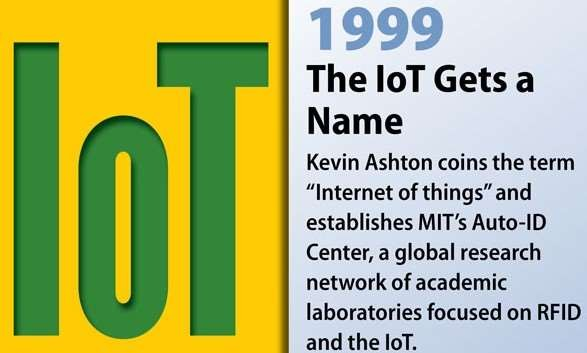 IoT
1999
The IoT Gets a
Name
Kevin Ashton coins the term
“Internet of things” and
establishes MIT’s Auto-ID
Center, a global research
network of academic
laboratories focused on RFID
and the IoT.